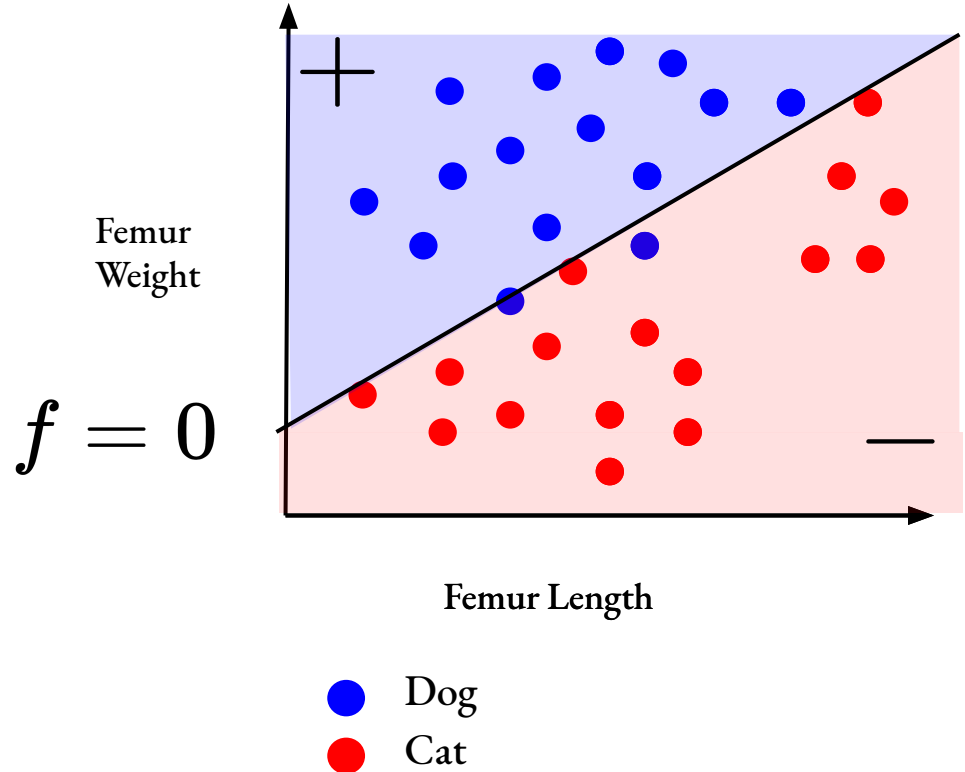 +
Femur
Weight
f = 0
−
Femur Length
Dog
Cat